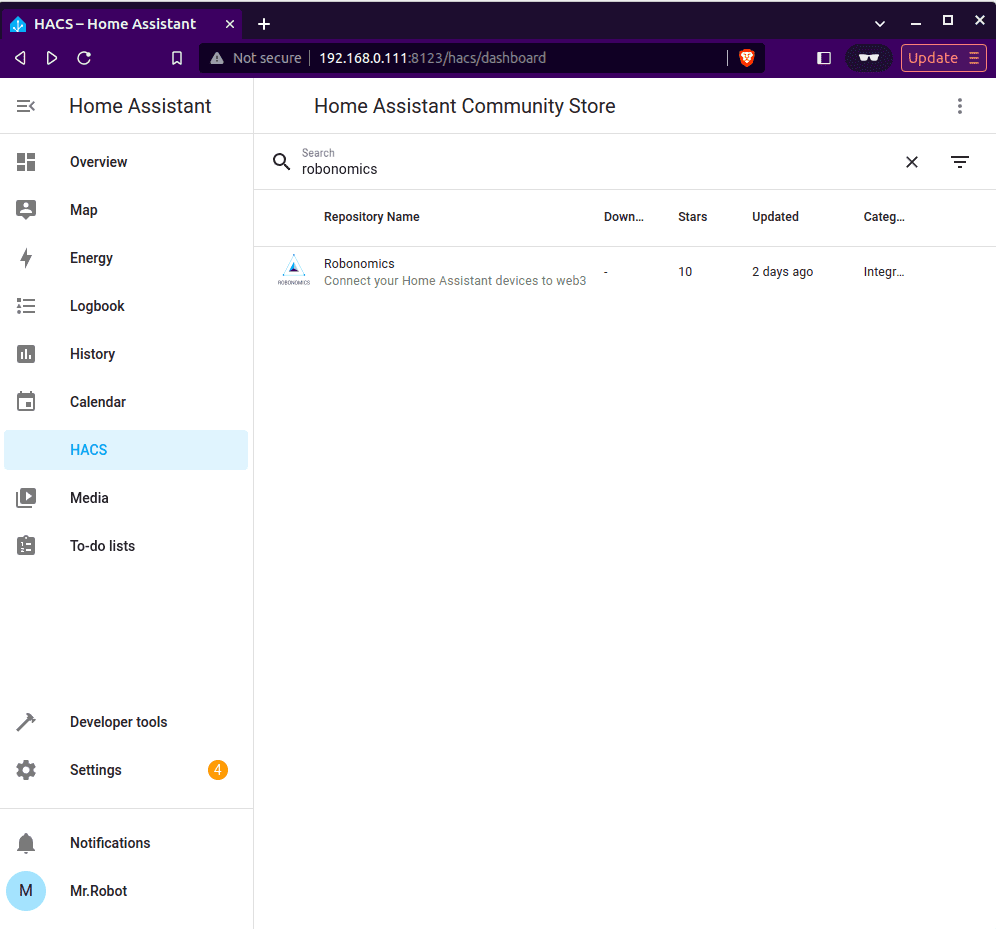 HACS – Home Assistant
Not secure
192.168.0.111:8123/hacs/dashboard
Update
Home Assistant
Home Assistant Community Store
Search
robonomics
Overview
Map
Energy
Logbook
History
Calendar
HACS
Media
To-do lists
Developer tools
Settings
4
Notifications
M
Mr.Robot
Repository Name
Down...
Stars
Updated
Categ...
ROBONOMICS
Robonomics
Connect your Home Assistant devices to web3
-
10
2 days ago
Integr...